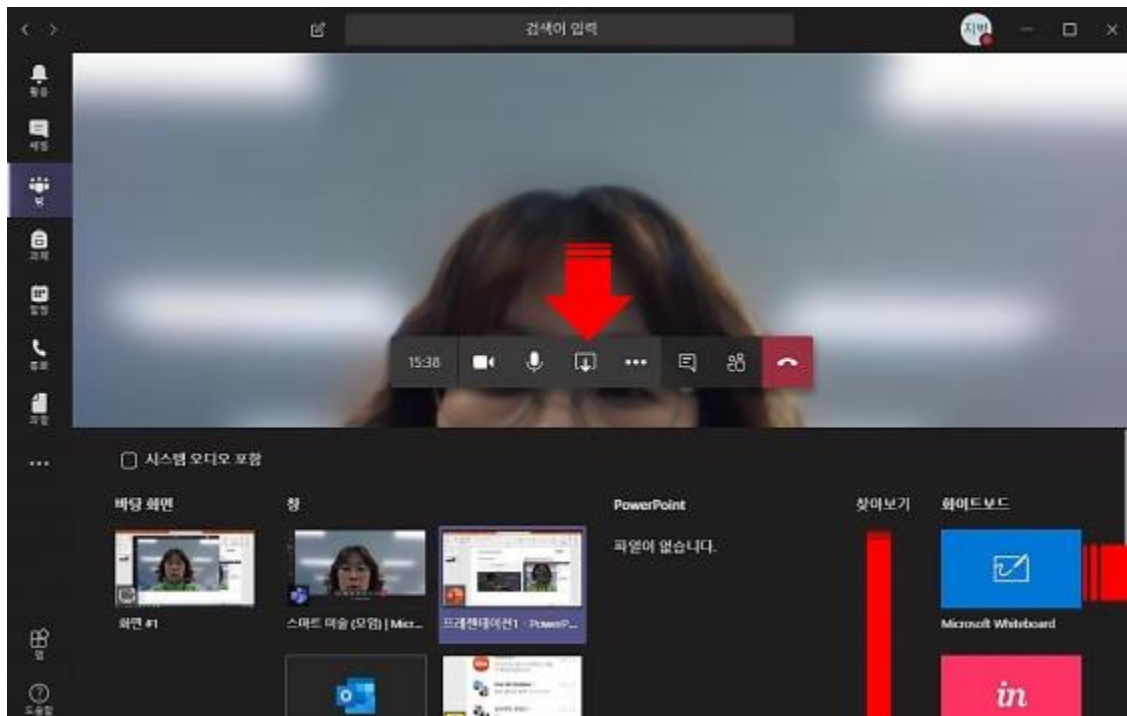 검색어 입력
지번
활동
채팅
팀
과제
일정
통화
파일
15:38
시스템 오디오 포함
바탕 화면
창
PowerPoint
찾아보기
화이트보드
파일이 없습니다.
화면 #1
스마트 미술 (모임) | Micr...
프레젠테이션1 - PowerP...
Microsoft Whiteboard
앱
도움말
in